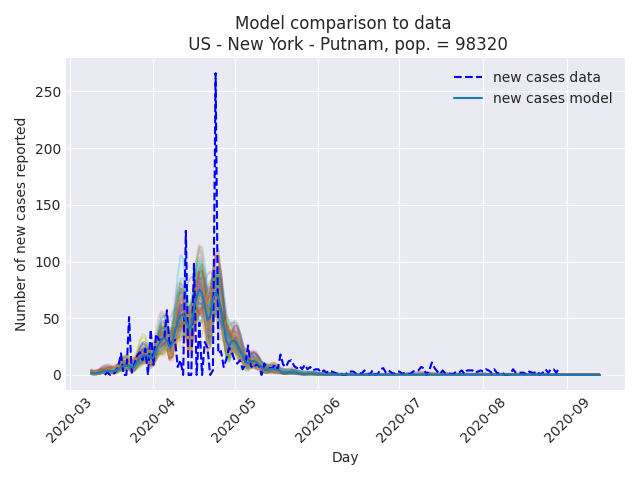 Model comparison to data
US - New York - Putnam, pop. = 98320
new cases data
new cases model
Number of new cases reported
250
200
150
100
50
0
2020-03
2020-04
2020-05
2020-06
2020-07
2020-08
2020-09
Day